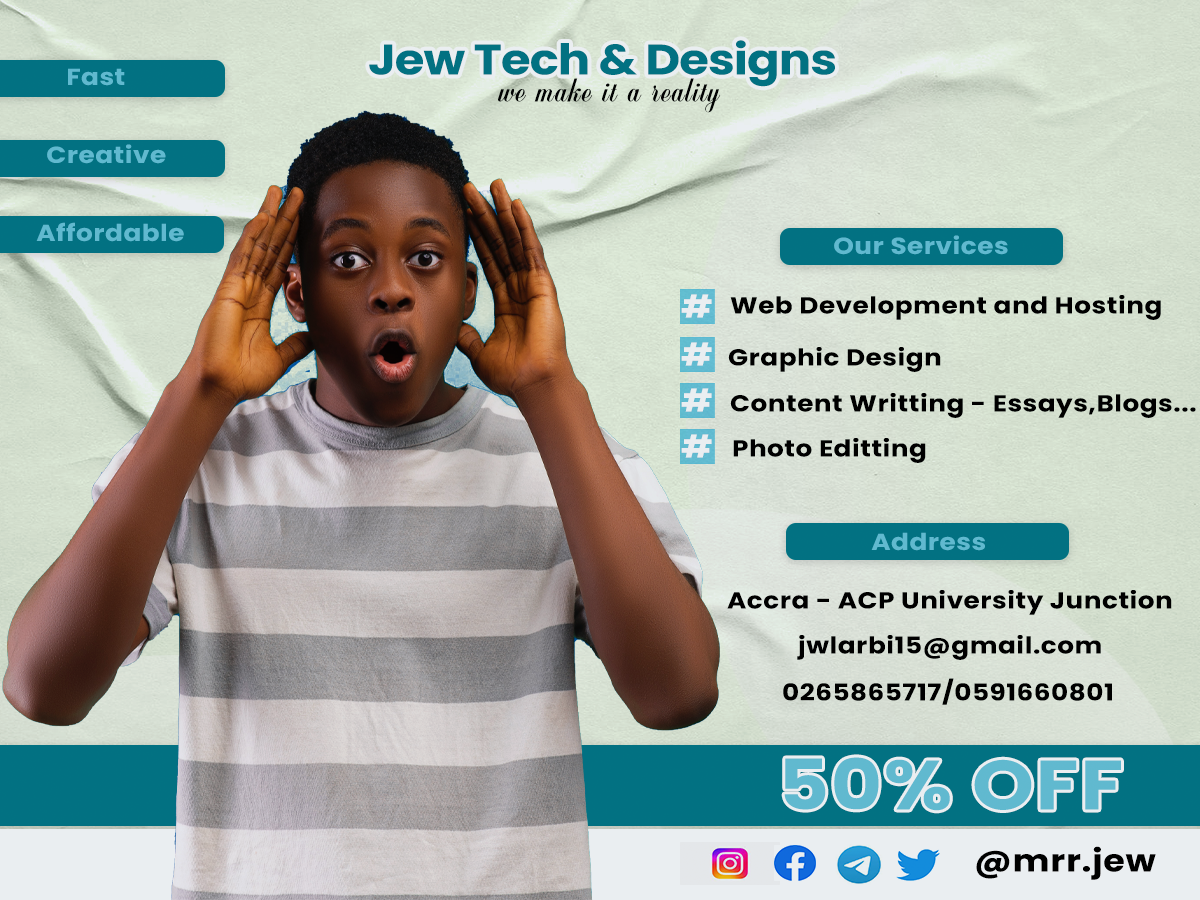 Jew Tech & Designs
we make it a reality
Fast
Creative
Affordable
Our Services
# Web Development and Hosting
# Graphic Design
# Content Writting - Essays,Blogs...
# Photo Editting
Address
Accra - ACP University Junction
jwlarbi15@gmail.com
0265865717/0591660801
50% OFF
@mrr.jew